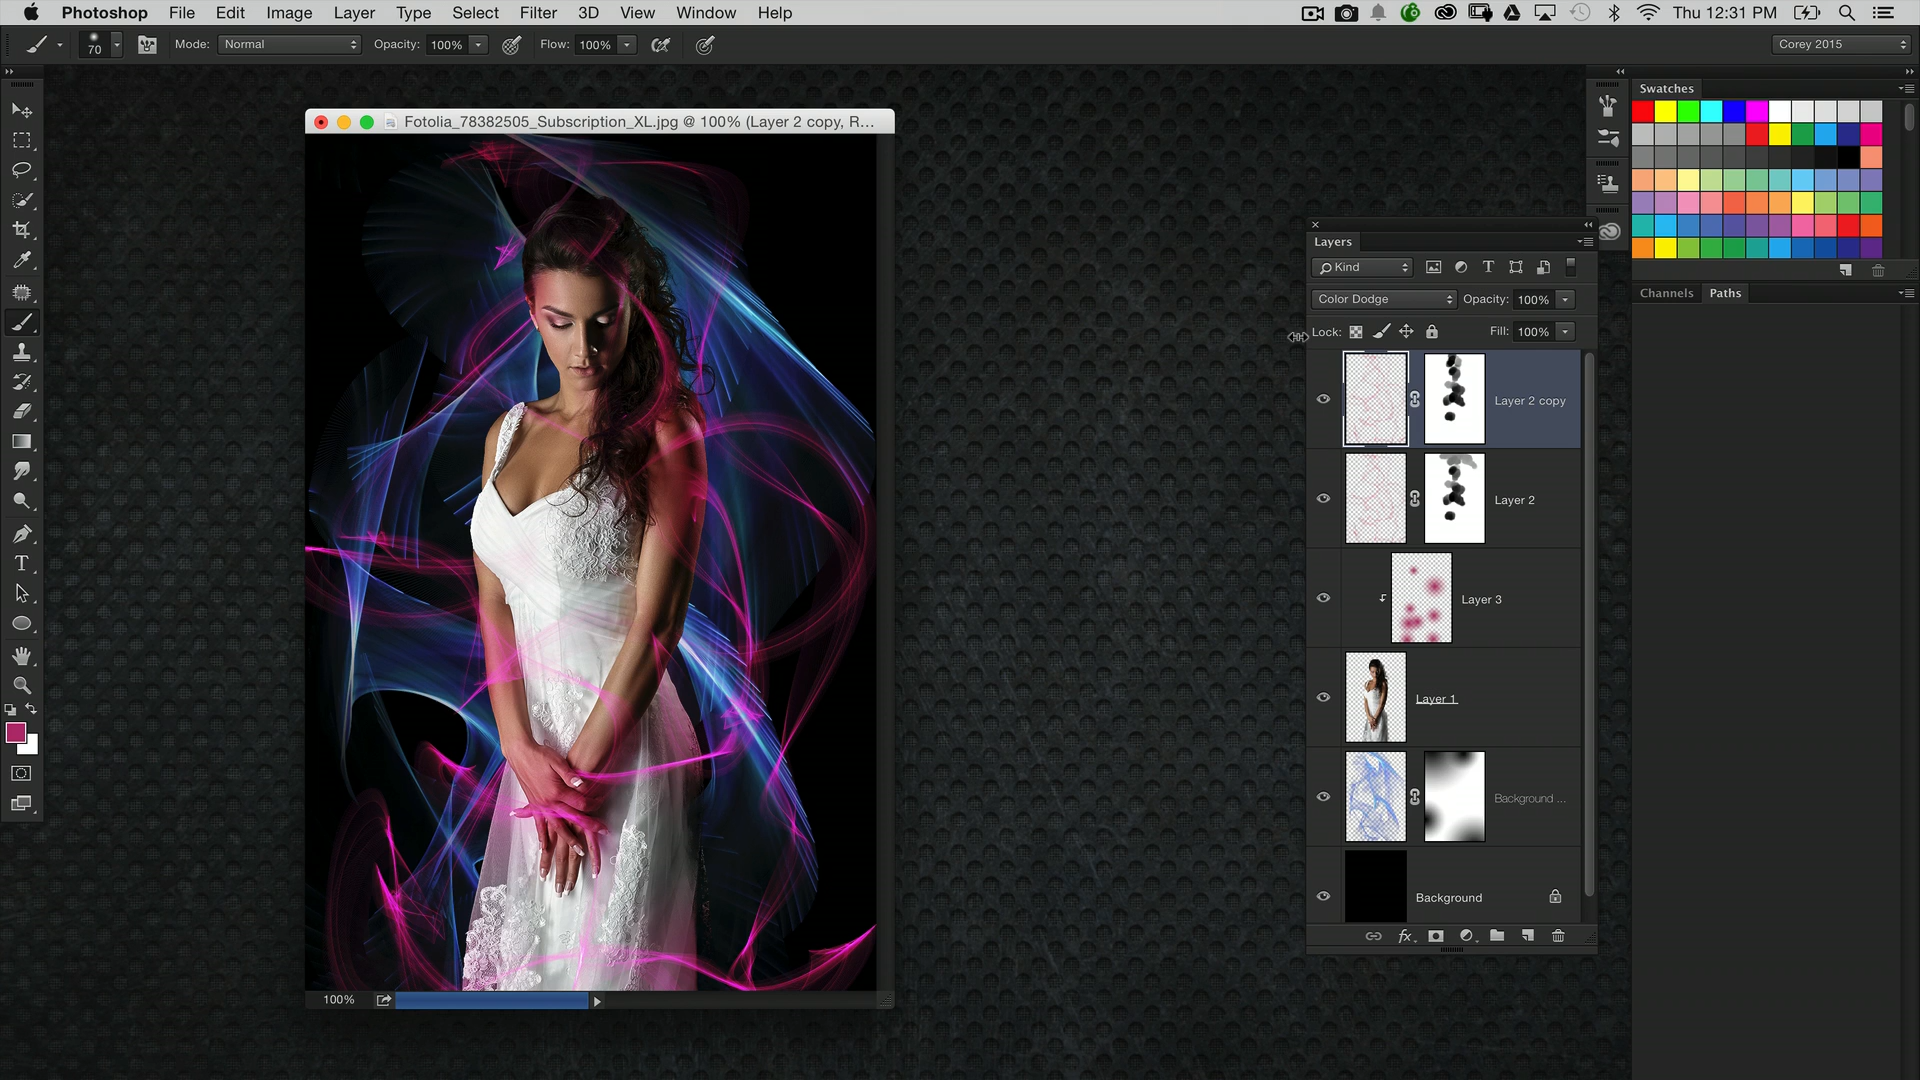 Photoshop File Edit Image Layer Type Select Filter 3D View Window Help Thu 12:31 PM
70 Mode: Normal Opacity: 100% Flow: 100% Corey 2015
Swatches
Fotolia_78382505_Subscription_XL.jpg @ 100% (Layer 2 copy, R...
Layers
Kind
Color Dodge Opacity: 100%
Channels Paths
Lock: Fill: 100%
Layer 2 copy
Layer 2
Layer 3
Layer 1
Background ...
Background
fx
100%